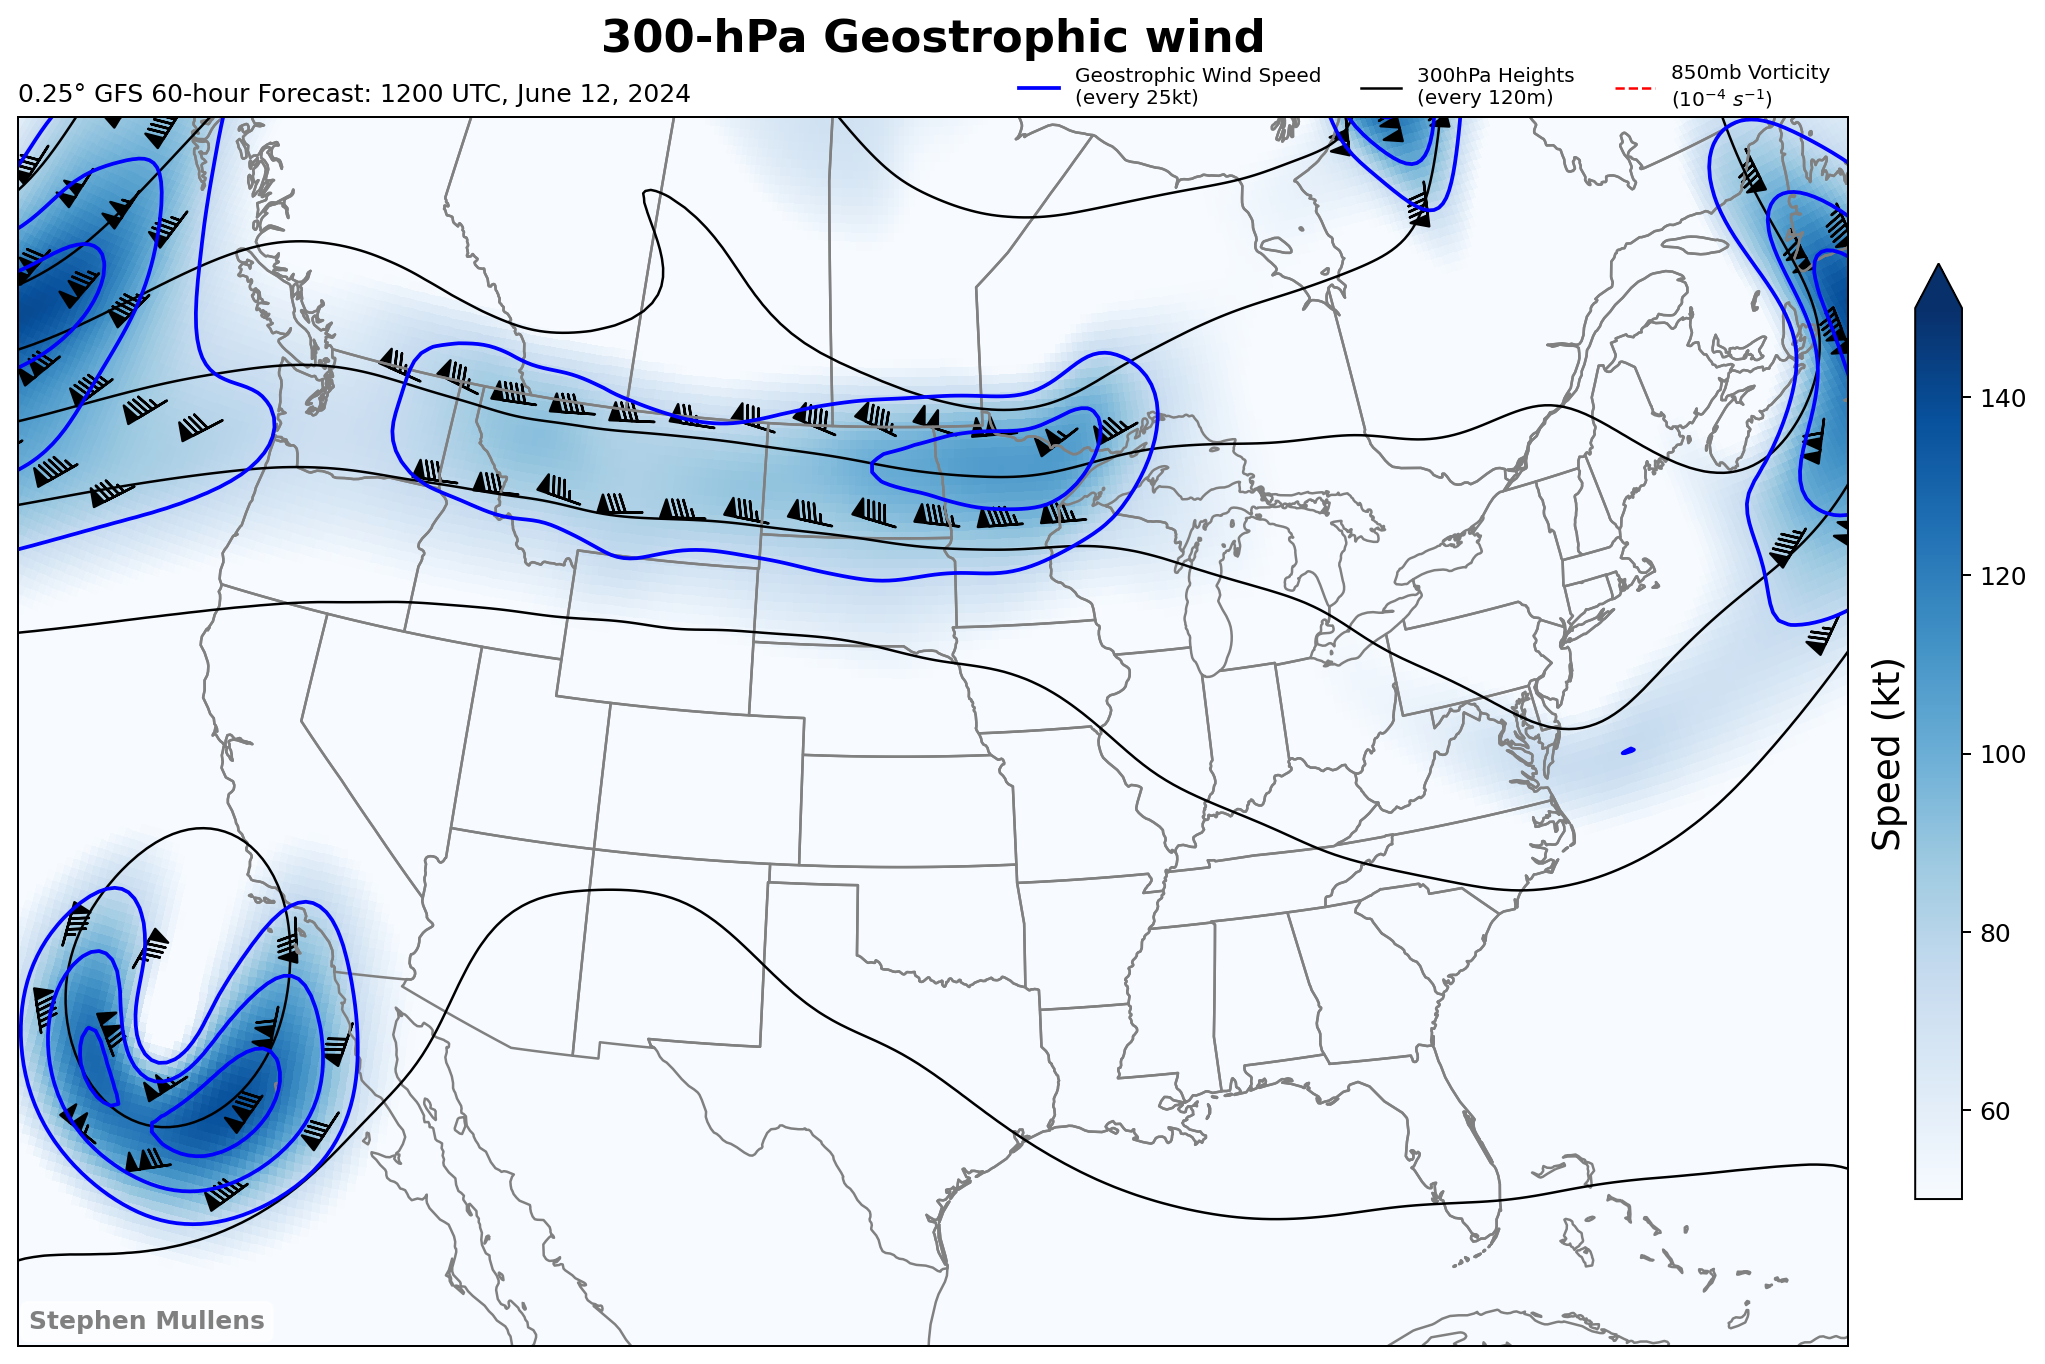 300-hPa Geostrophic wind
0.25° GFS 60-hour Forecast: 1200 UTC, June 12, 2024
Geostrophic Wind Speed
(every 25kt)
300hPa Heights
(every 120m)
850mb Vorticity
(10⁻⁴ s⁻¹)
140
120
100
80
60
Speed (kt)
Stephen Mullens